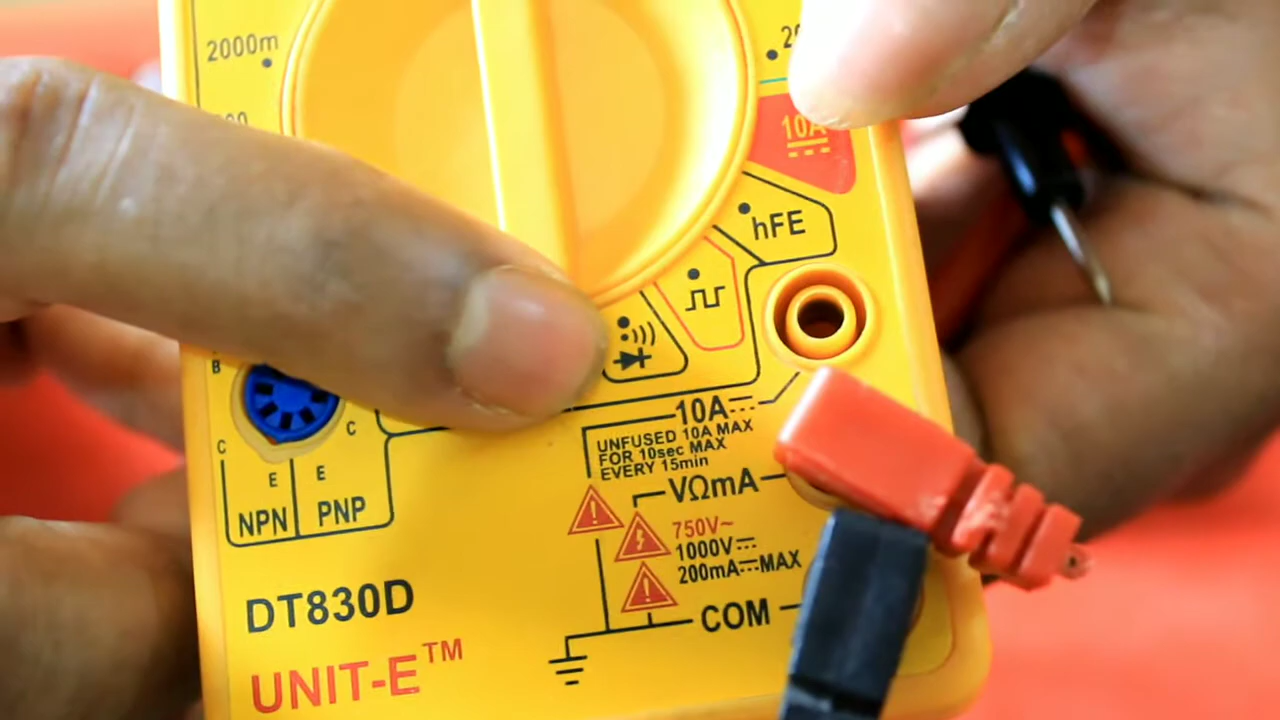 2000m
10A
hFE
10A
UNFUSED 10A MAX
FOR 10sec MAX
EVERY 15min
VΩmA
750V~
1000V⎓
200mA⎓MAX
COM
B
C
C
E
E
NPN
PNP
DT830D
UNIT-E™